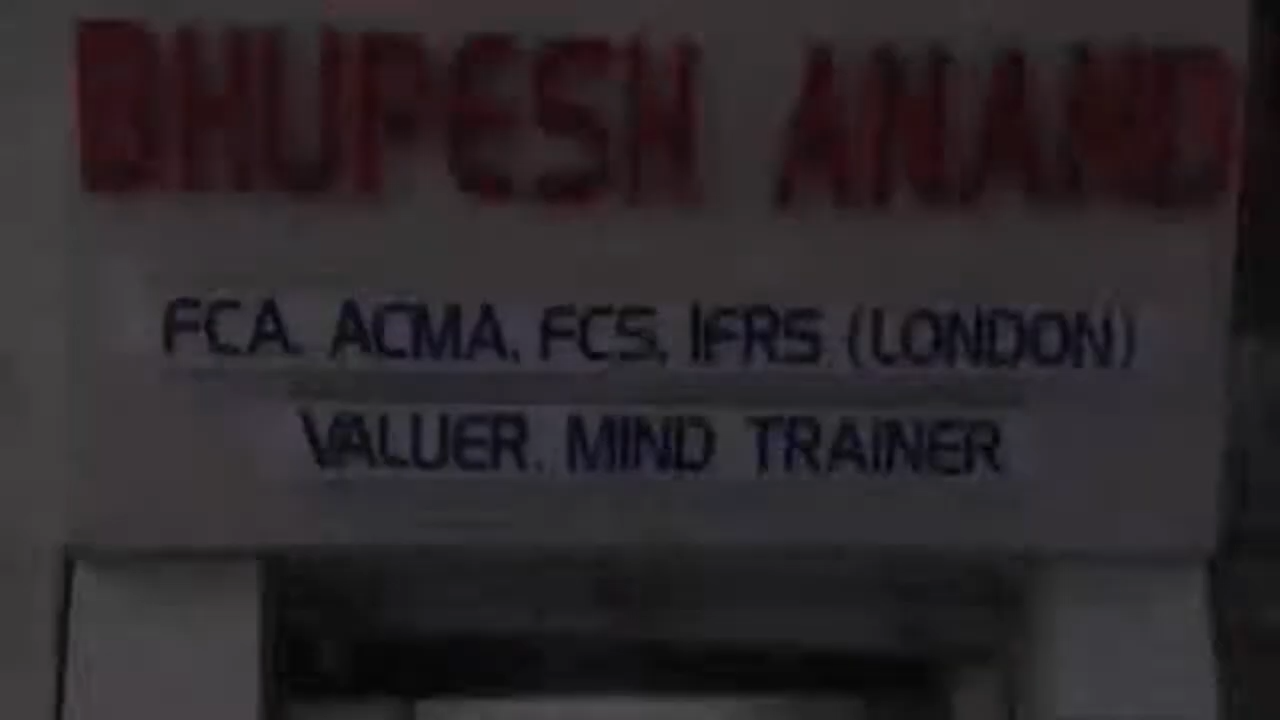 BHUPESH ANAND
FCA, ACMA, FCS, IFRS (LONDON)
VALUER, MIND TRAINER